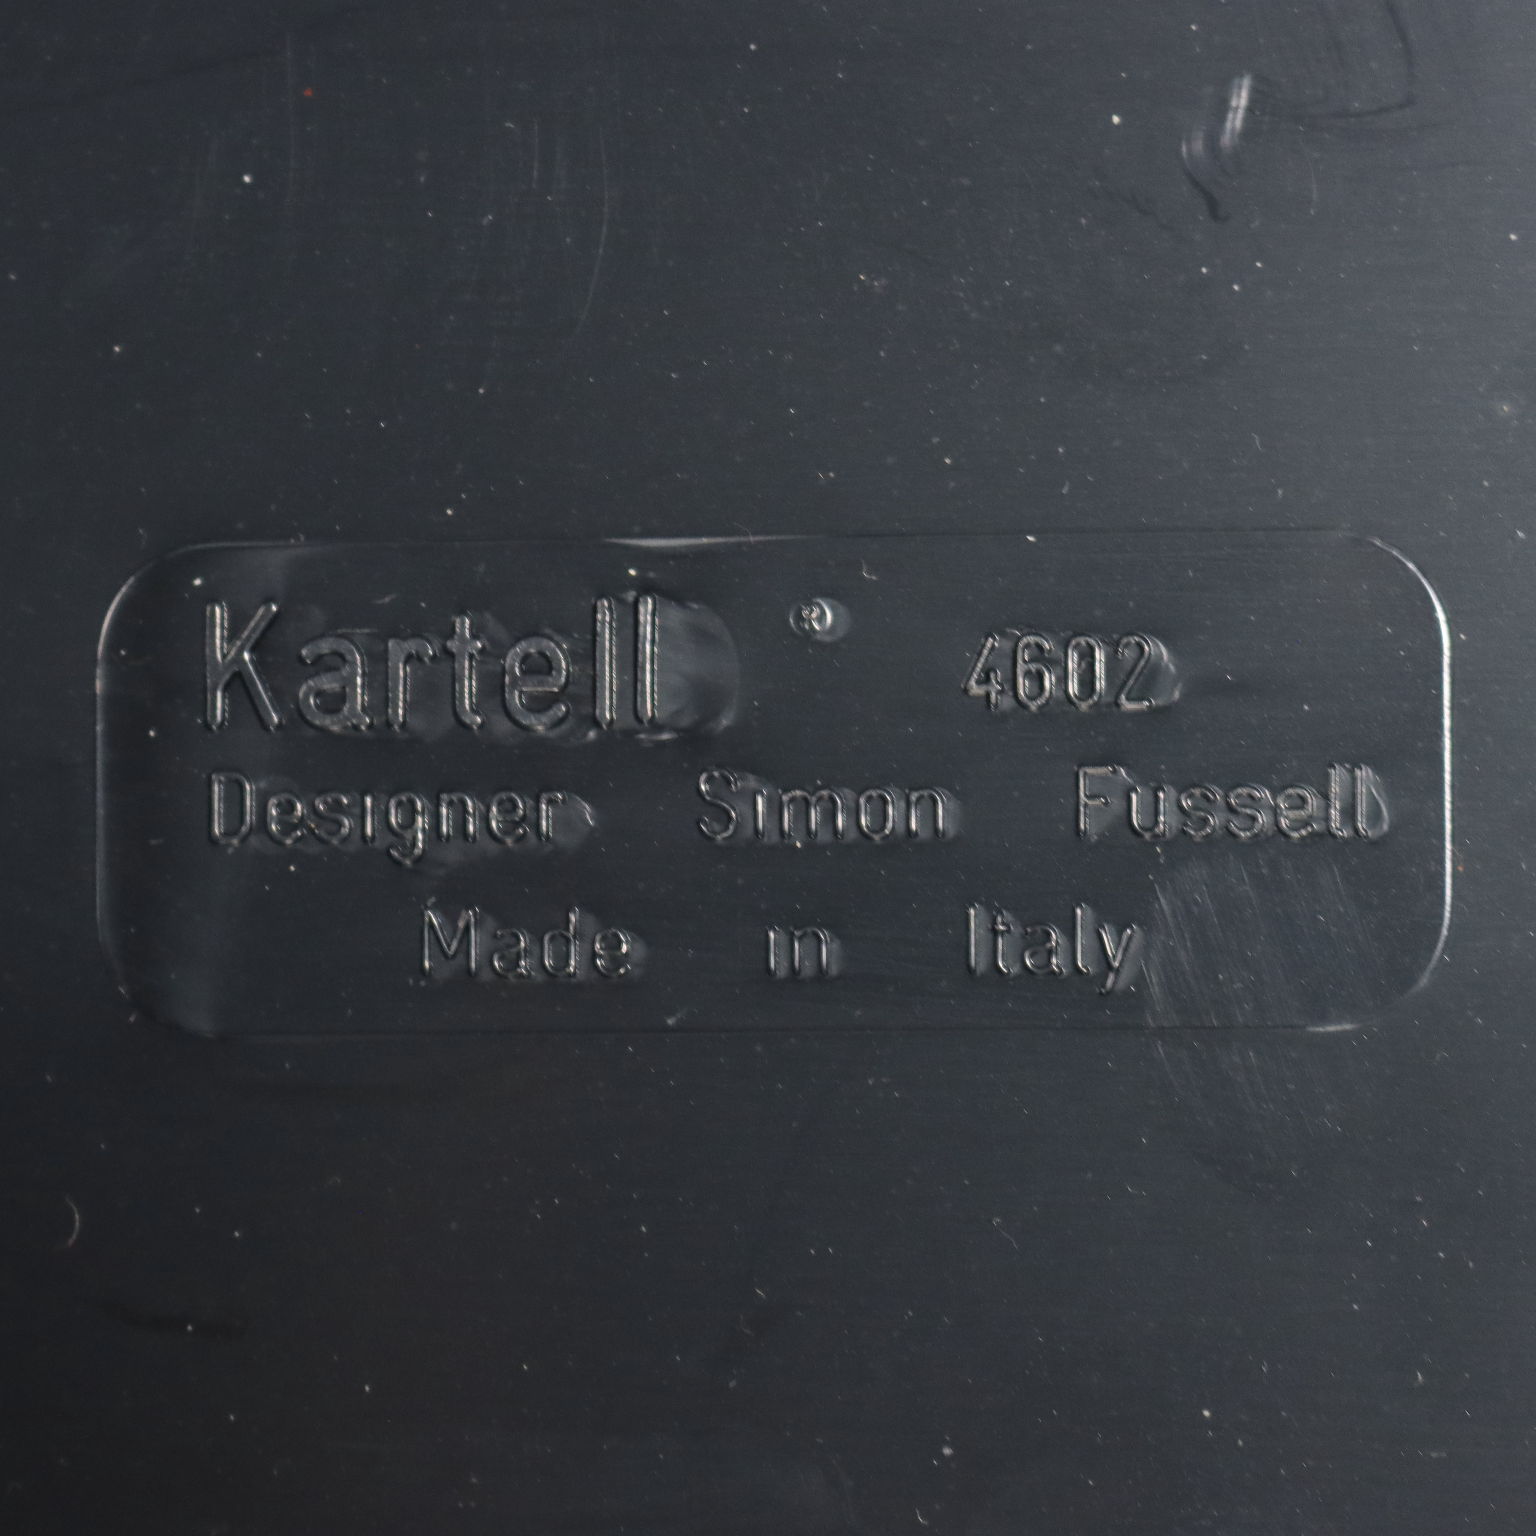 Kartell ® 4602
Designer Simon Fussell
Made in Italy